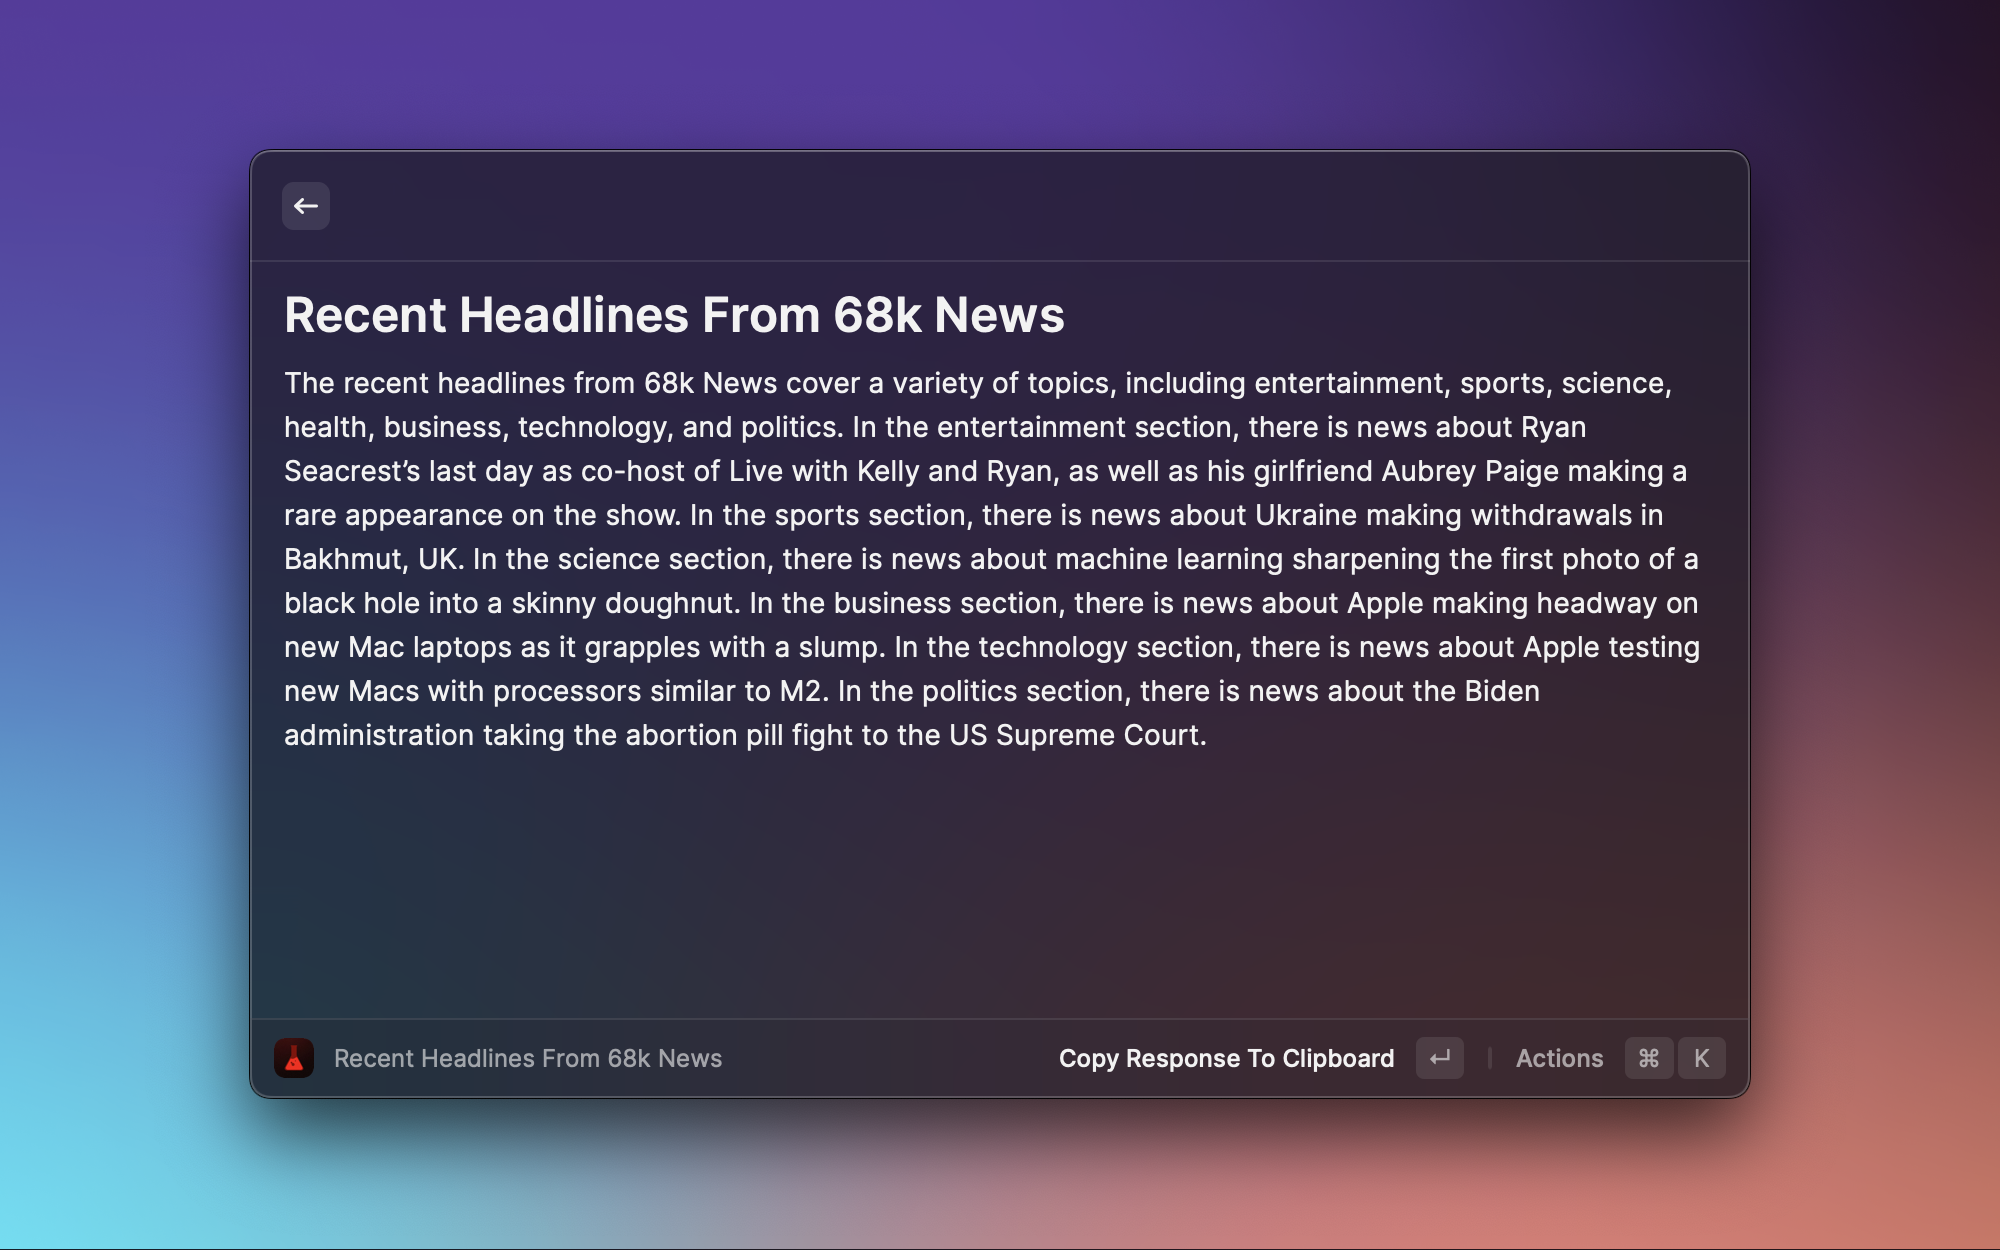 Recent Headlines From 68k News
The recent headlines from 68k News cover a variety of topics, including entertainment, sports, science,
health, business, technology, and politics. In the entertainment section, there is news about Ryan
Seacrest’s last day as co-host of Live with Kelly and Ryan, as well as his girlfriend Aubrey Paige making a
rare appearance on the show. In the sports section, there is news about Ukraine making withdrawals in
Bakhmut, UK. In the science section, there is news about machine learning sharpening the first photo of a
black hole into a skinny doughnut. In the business section, there is news about Apple making headway on
new Mac laptops as it grapples with a slump. In the technology section, there is news about Apple testing
new Macs with processors similar to M2. In the politics section, there is news about the Biden
administration taking the abortion pill fight to the US Supreme Court.
Recent Headlines From 68k News Copy Response To Clipboard ↵ Actions ⌘ K